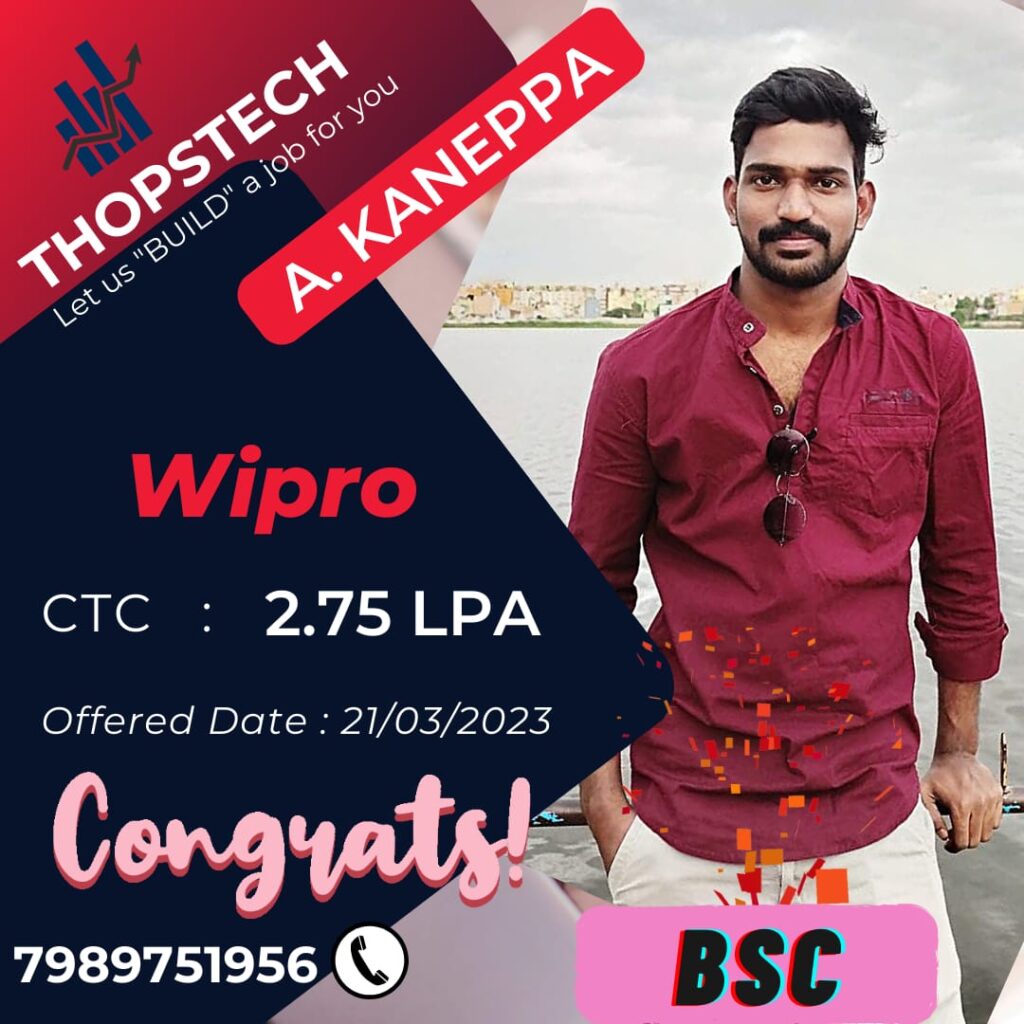 THOPSTECH
Let us "BUILD" a job for you
A. KANEPPA
Wipro
CTC : 2.75 LPA
Offered Date : 21/03/2023
Congrats!
7989751956
BSC